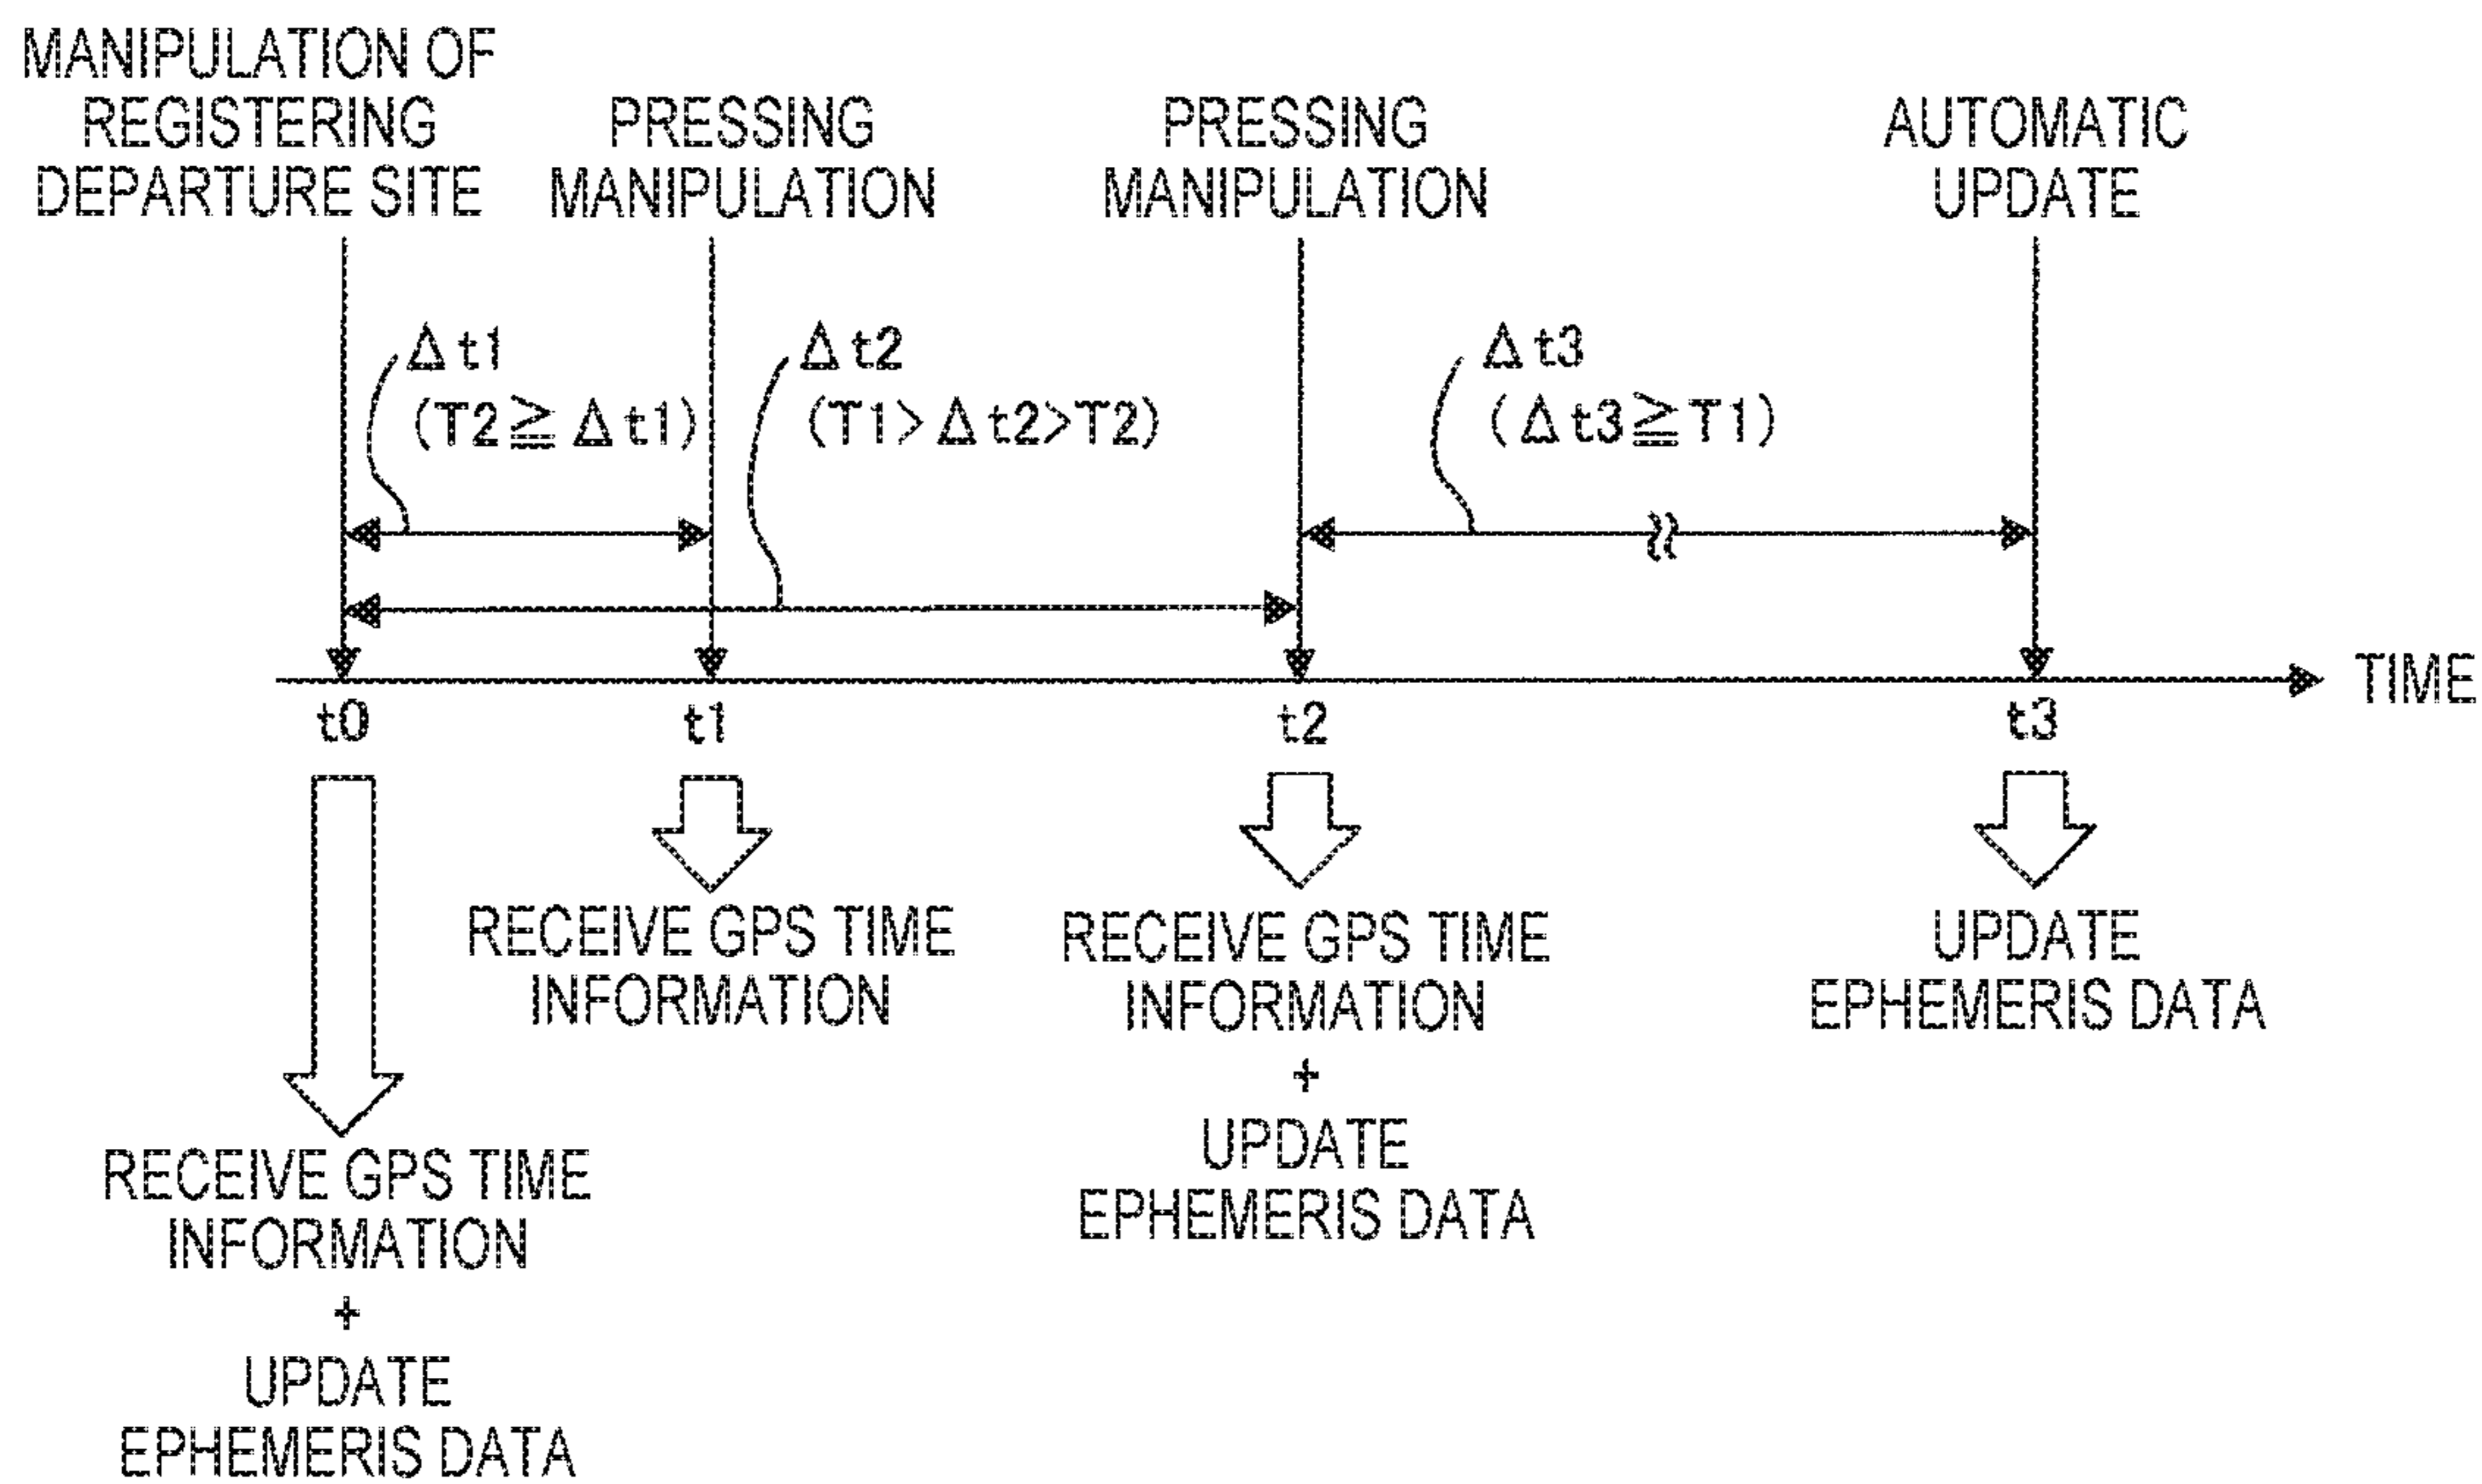 MANIPULATION OF
REGISTERING
DEPARTURE SITE
PRESSING
MANIPULATION
PRESSING
MANIPULATION
AUTOMATIC
UPDATE
Δt1
(T2≧Δt1)
Δt2
(T1>Δt2>T2)
Δt3
(Δt3≧T1)
TIME
t0
t1
t2
t3
RECEIVE GPS TIME
INFORMATION
+
UPDATE
EPHEMERIS DATA
RECEIVE GPS TIME
INFORMATION
RECEIVE GPS TIME
INFORMATION
+
UPDATE
EPHEMERIS DATA
UPDATE
EPHEMERIS DATA